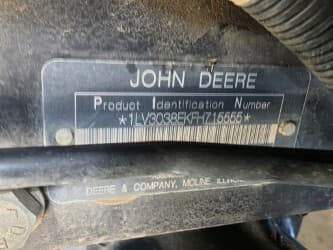 JOHN DEERE
Product Identification Number
*1LV3038EKFH715555*
DEERE & COMPANY, MOLINE